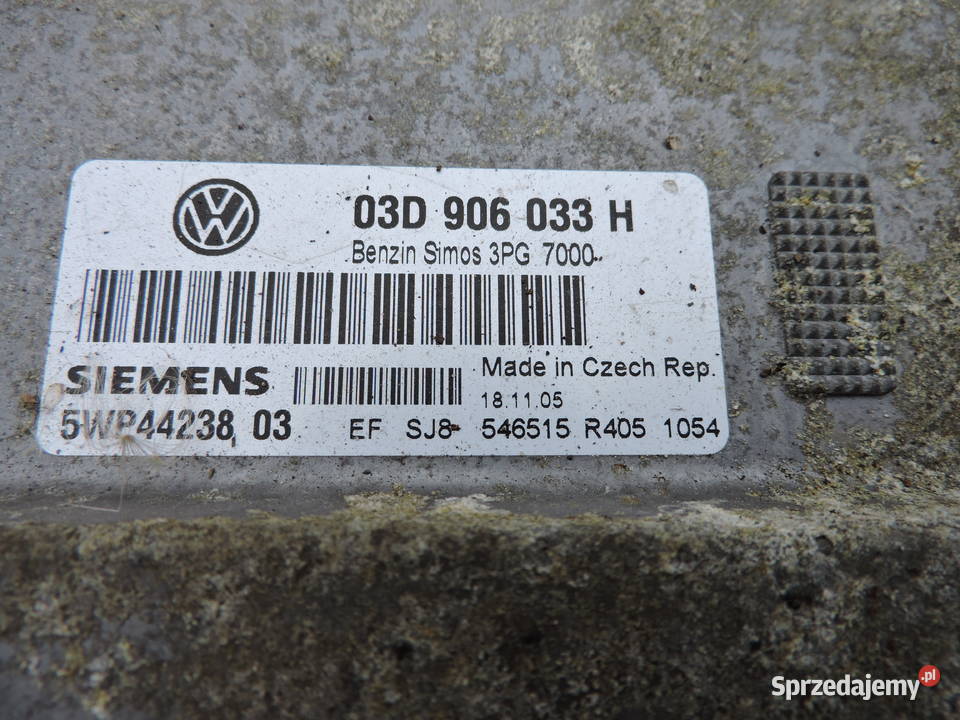 03D 906 033 H
Benzin Simos 3PG 7000
SIEMENS
Made in Czech Rep.
18.11.05
5WP44238 03
EF SJ8 546515 R405 1054
Sprzedajemy.pl